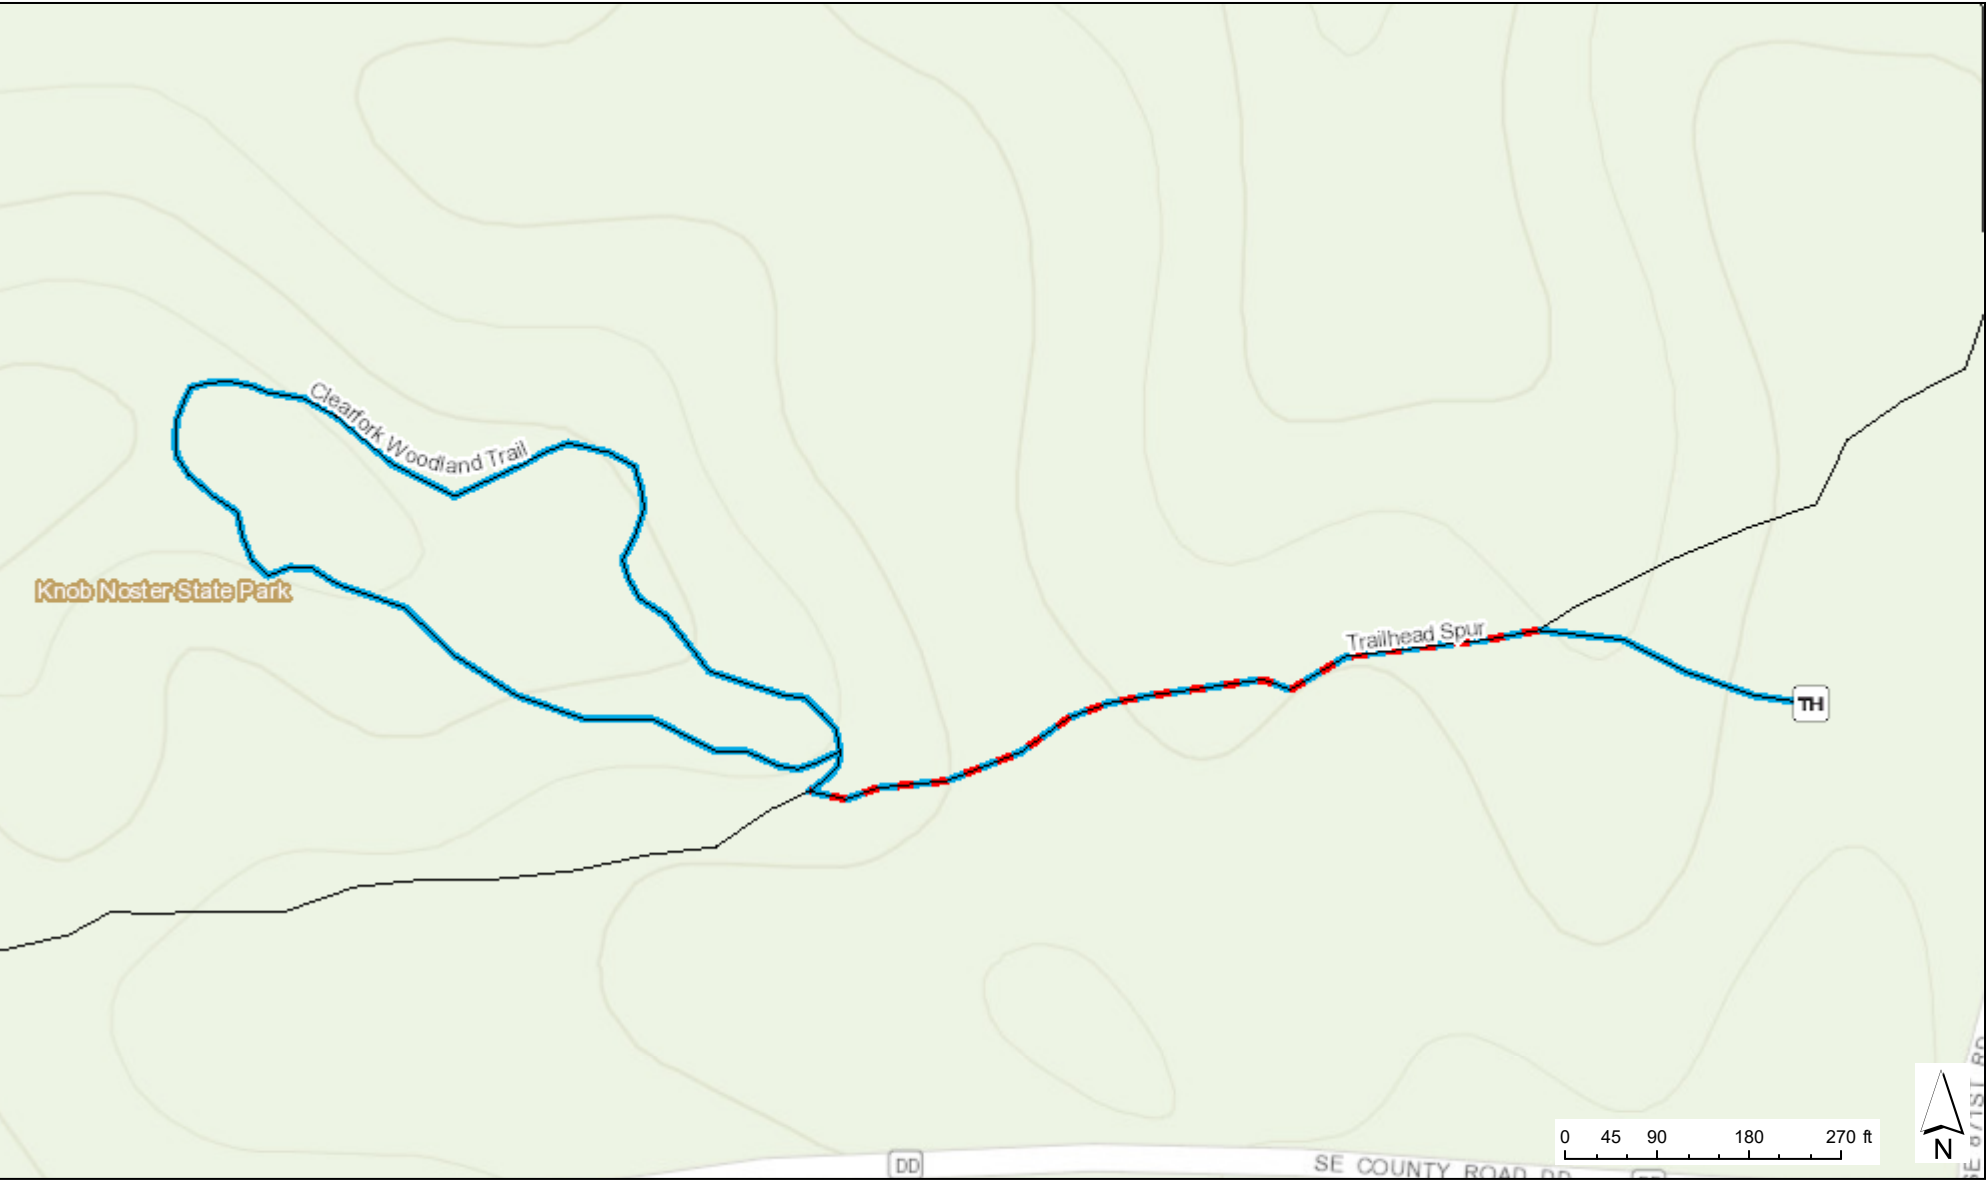 Clearfork Woodland Trail
Knob Noster State Park
Trailhead Spur
TH
0 45 90 180 270 ft
N
DD
SE COUNTY ROAD DD